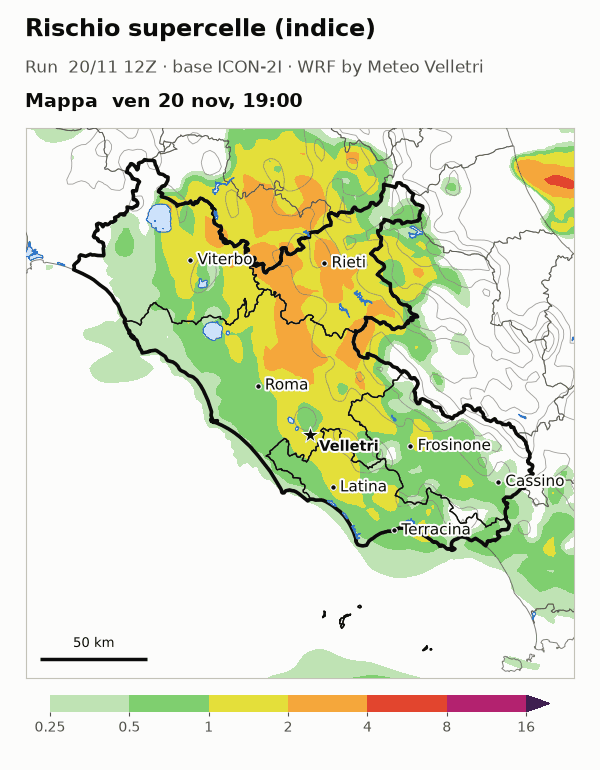 Rischio supercelle (indice)
Run  20/11 12Z · base ICON-2I · WRF by Meteo Velletri
Mappa  ven 20 nov, 19:00
Viterbo
Rieti
Roma
Velletri
Frosinone
Cassino
Latina
Terracina
50 km
0.25 0.5 1 2 4 8 16